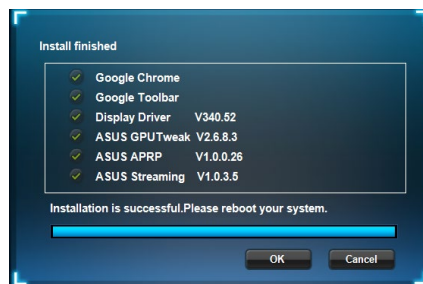 Install finished
Google Chrome
Google Toolbar
Display Driver V340.52
ASUS GPUTweak V2.6.8.3
ASUS APRP V1.0.0.26
ASUS Streaming V1.0.3.5
Installation is successful.Please reboot your system.
OK Cancel